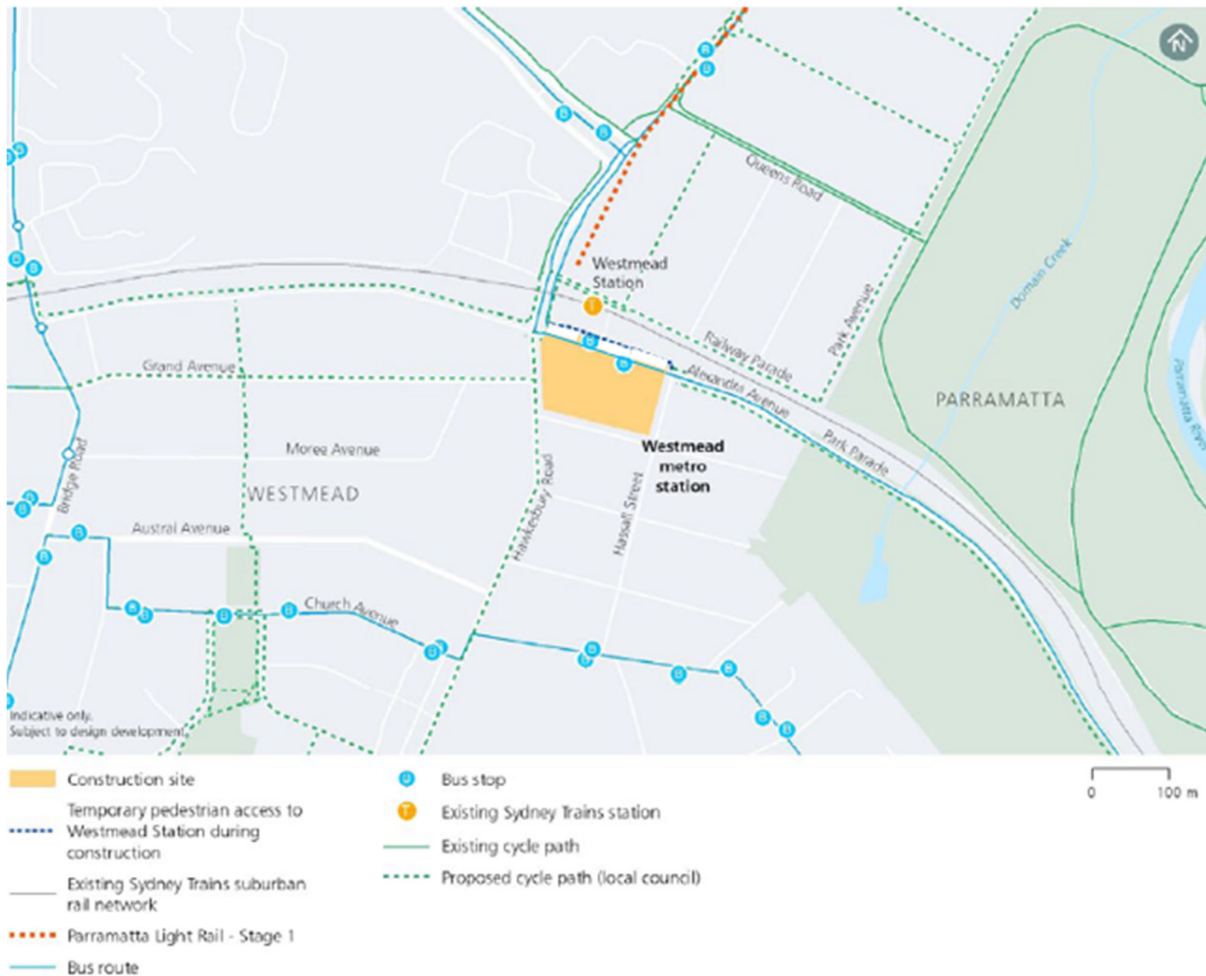 N
Queens Road
Westmead
Station
Domain Creek
Park Avenue
Railway Parade
Parramatta River
Grand Avenue
Alexandra Avenue
PARRAMATTA
Park Parade
Moree Avenue
Westmead
metro
station
Bridge Road
WESTMEAD
Hawkesbury Road
Hassall Street
Austral Avenue
Church Avenue
Indicative only.
Subject to design development.
Construction site
Temporary pedestrian access to
Westmead Station during
construction
Existing Sydney Trains suburban
rail network
Parramatta Light Rail - Stage 1
Bus route
B Bus stop
T Existing Sydney Trains station
Existing cycle path
Proposed cycle path (local council)
0 100 m